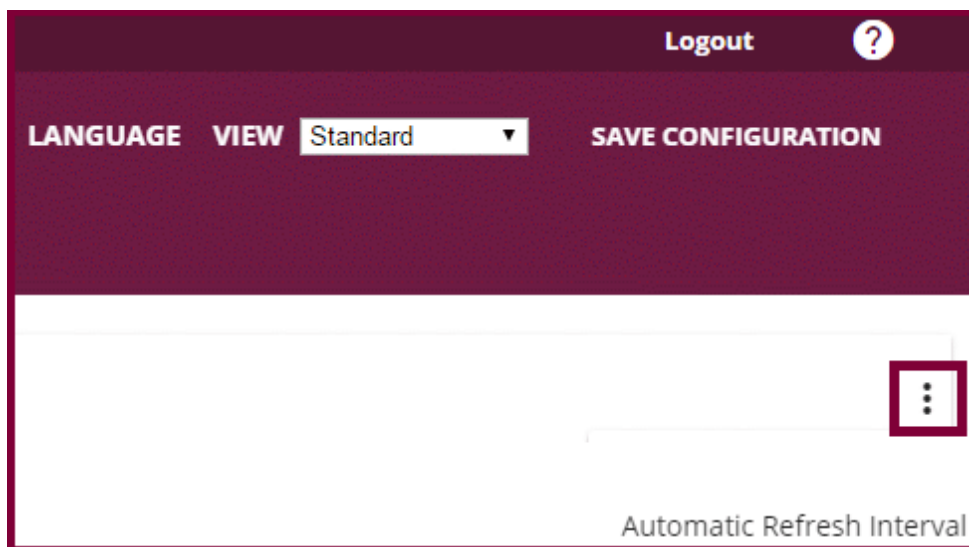 Logout ?
LANGUAGE VIEW Standard SAVE CONFIGURATION
Automatic Refresh Interval